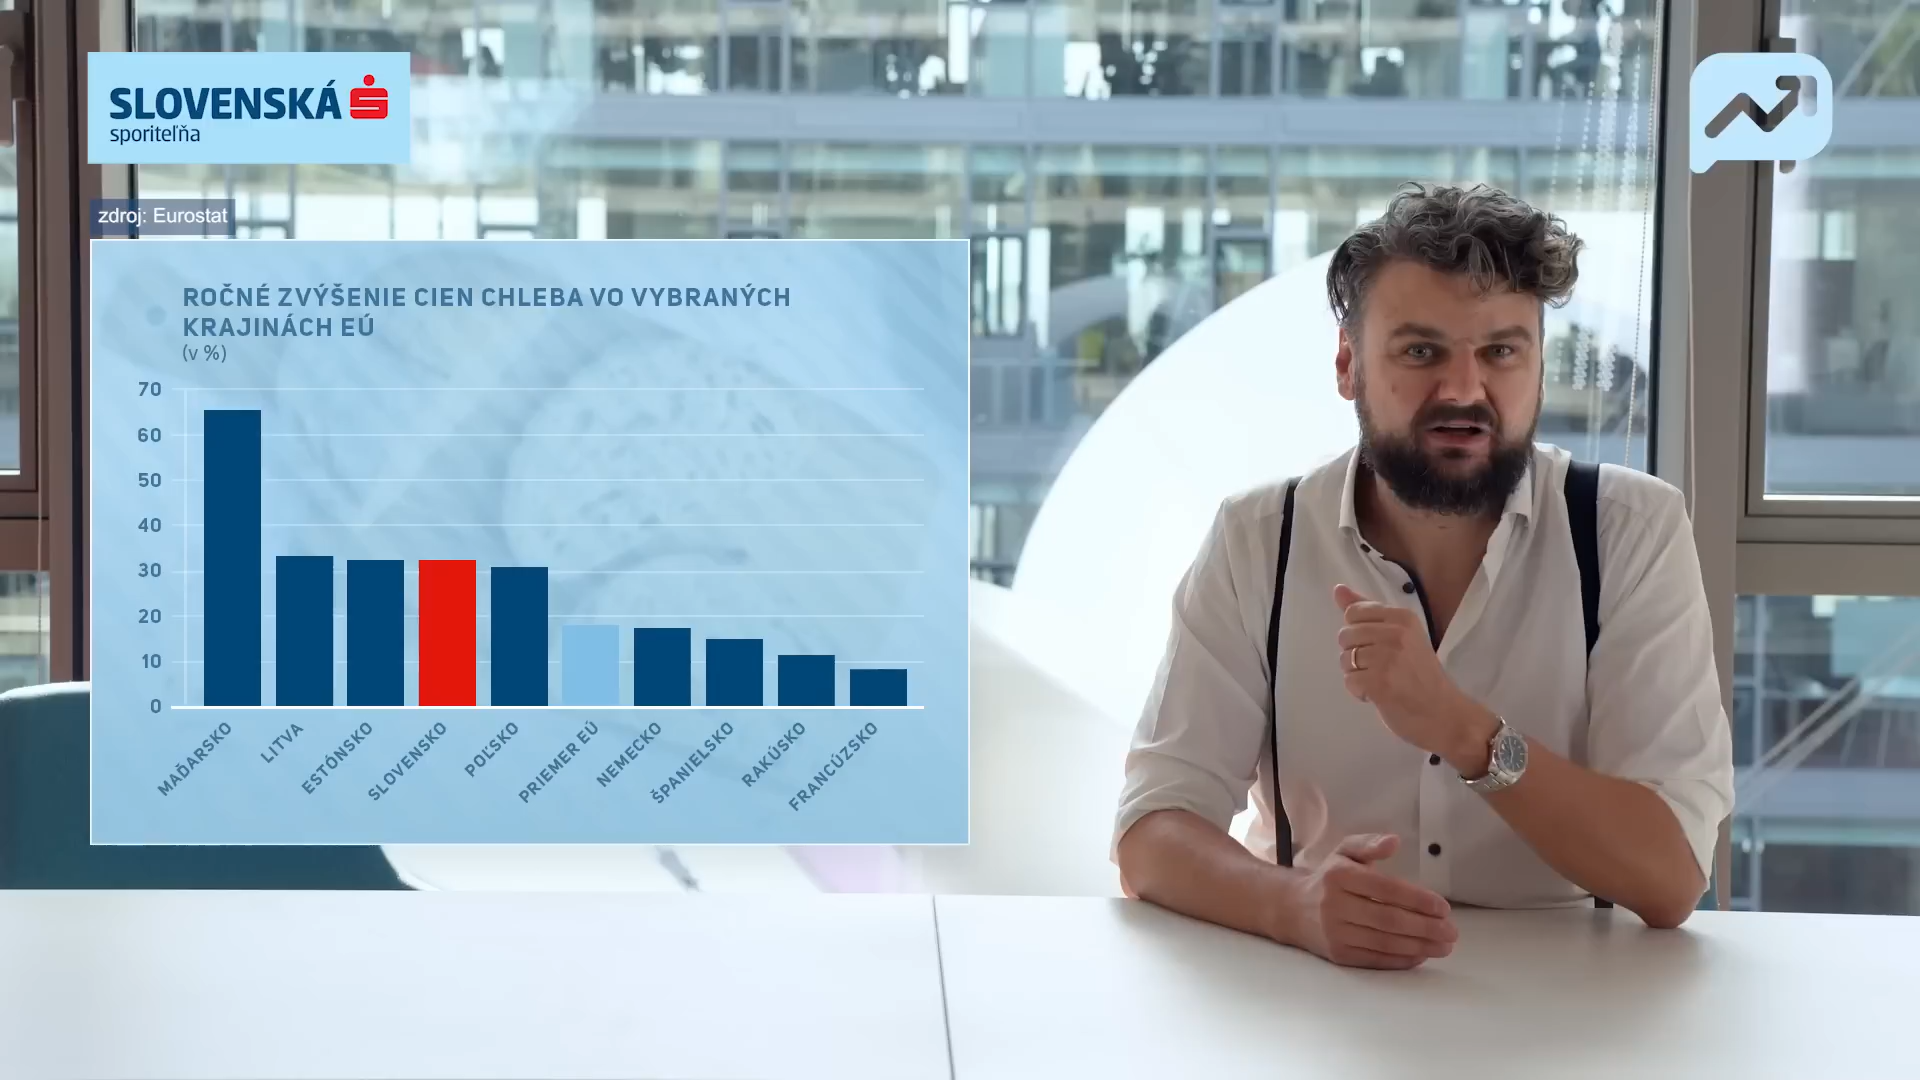 SLOVENSKÁ
sporiteľňa
zdroj: Eurostat
ROČNÉ ZVÝŠENIE CIEN CHLEBA VO VYBRANÝCH
KRAJINÁCH EÚ
(v %)
70
60
50
40
30
20
10
0
MAĎARSKO
LITVA
ESTÓNSKO
SLOVENSKO
POĽSKO
PRIEMER EÚ
NEMECKO
ŠPANIELSKO
RAKÚSKO
FRANCÚZSKO